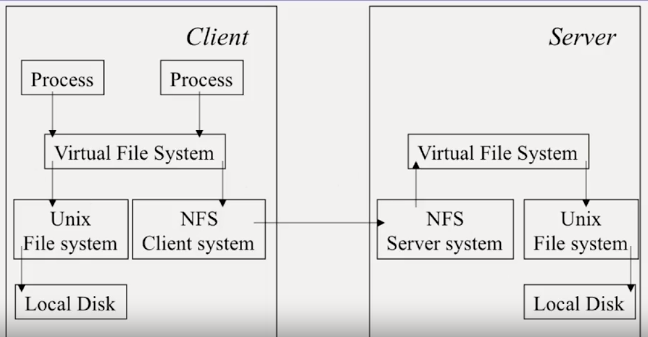 Client
Process
Process
Virtual File System
Unix
File system
NFS
Client system
Local Disk
Server
Virtual File System
NFS
Server system
Unix
File system
Local Disk